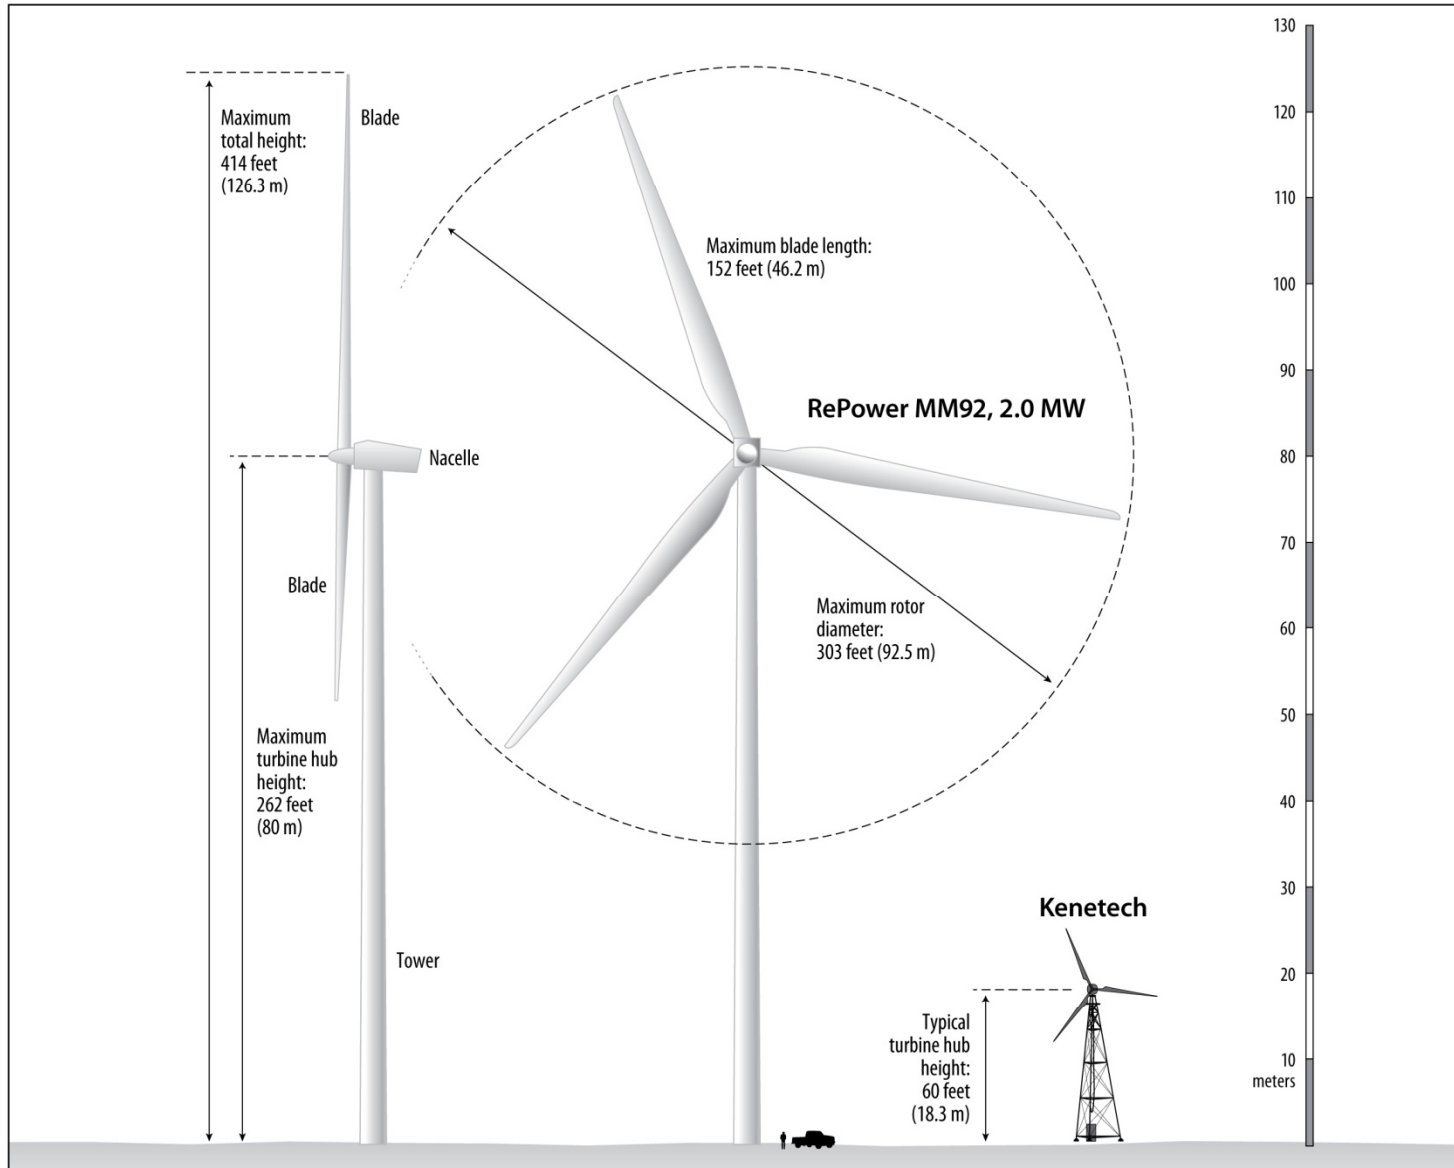 Maximum
total height:
414 feet
(126.3 m)
Blade
Maximum blade length:
152 feet (46.2 m)
RePower MM92, 2.0 MW
Nacelle
Blade
Maximum rotor
diameter:
303 feet (92.5 m)
Maximum
turbine hub
height:
262 feet
(80 m)
Tower
Kenetech
Typical
turbine hub
height:
60 feet
(18.3 m)
130
120
110
100
90
80
70
60
50
40
30
20
10
meters